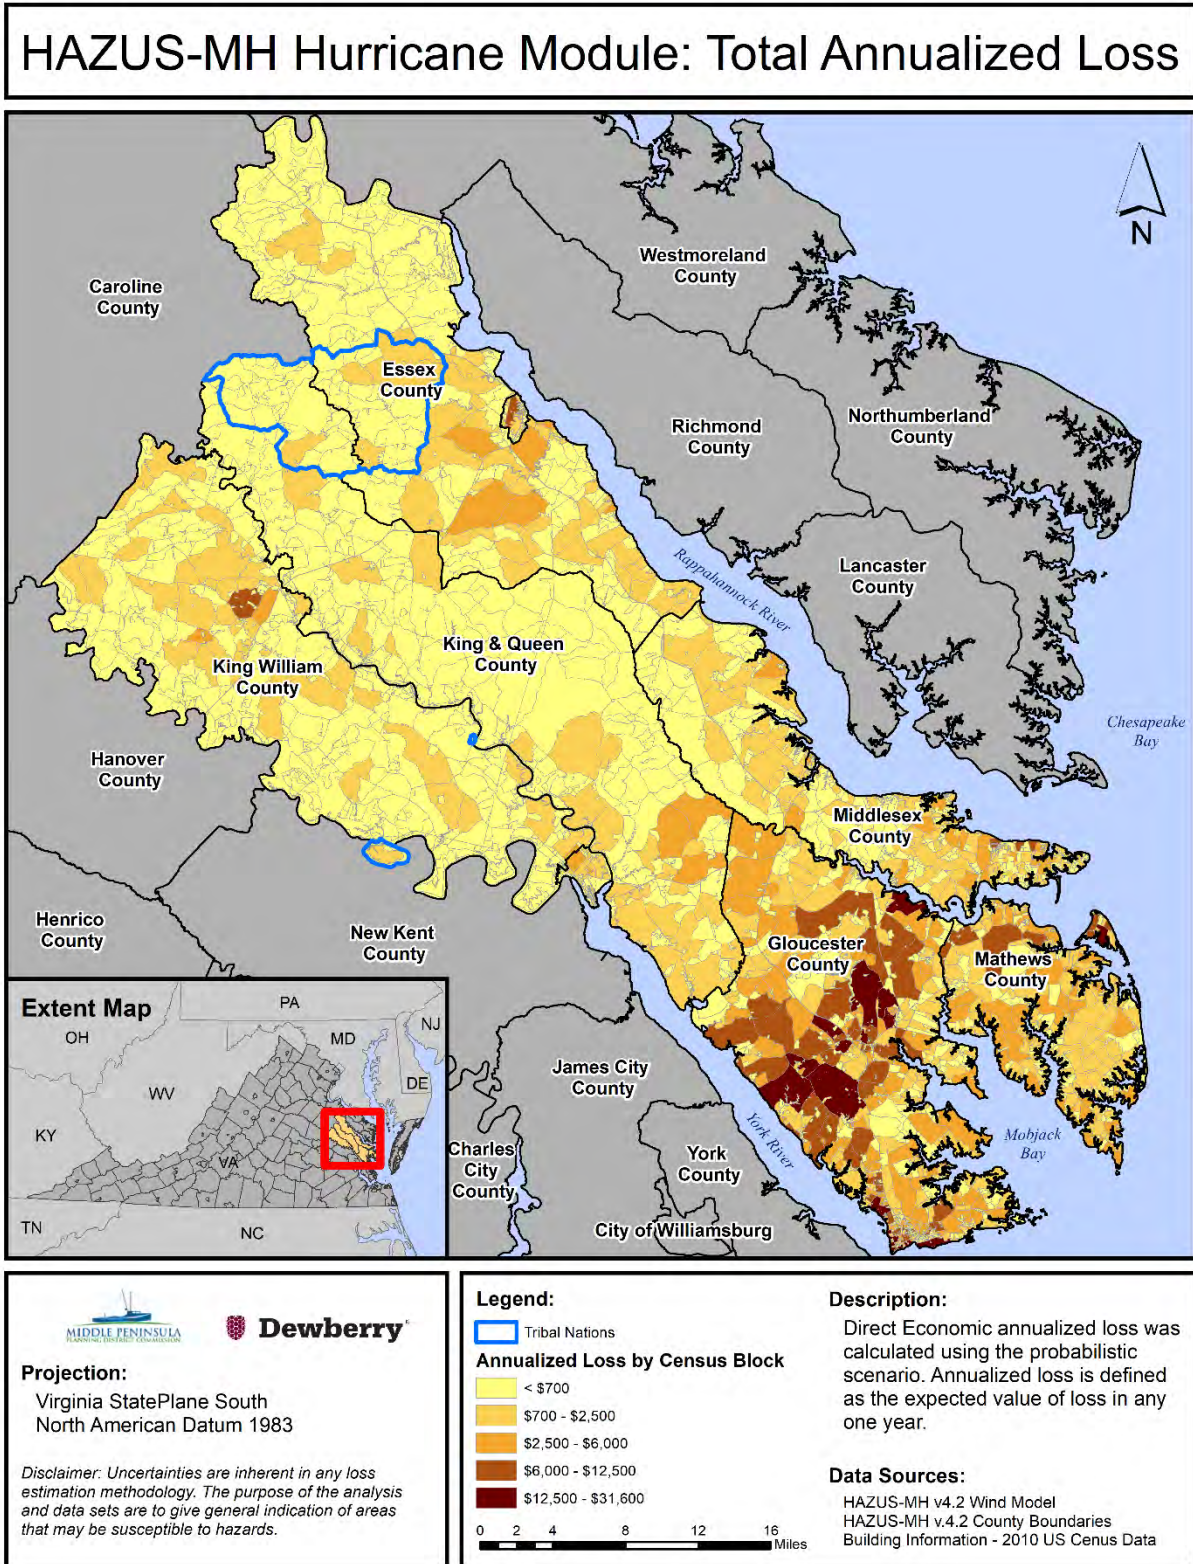 HAZUS-MH Hurricane Module: Total Annualized Loss
N
Westmoreland
County
Caroline
County
Essex
County
Richmond
County
Northumberland
County
Rappahannock River
Lancaster
County
King & Queen
County
King William
County
Chesapeake
Bay
Hanover
County
Middlesex
County
Henrico
County
New Kent
County
Gloucester
County
Mathews
County
James City
County
York River
Mobjack
Bay
Charles
City
County
York
County
City of Williamsburg
Extent Map
PA
OH
MD
NJ
WV
DE
KY
VA
TN
NC
MIDDLE PENINSULA
PLANNING DISTRICT COMMISSION
Dewberry
Projection:
Virginia StatePlane South
North American Datum 1983
Disclaimer: Uncertainties are inherent in any loss
estimation methodology. The purpose of the analysis
and data sets are to give general indication of areas
that may be susceptible to hazards.
Legend:
Tribal Nations
Annualized Loss by Census Block
< $700
$700 - $2,500
$2,500 - $6,000
$6,000 - $12,500
$12,500 - $31,600
0 2 4 8 12 16
Miles
Description:
Direct Economic annualized loss was
calculated using the probabilistic
scenario. Annualized loss is defined
as the expected value of loss in any
one year.
Data Sources:
HAZUS-MH v4.2 Wind Model
HAZUS-MH v.4.2 County Boundaries
Building Information - 2010 US Cenus Data